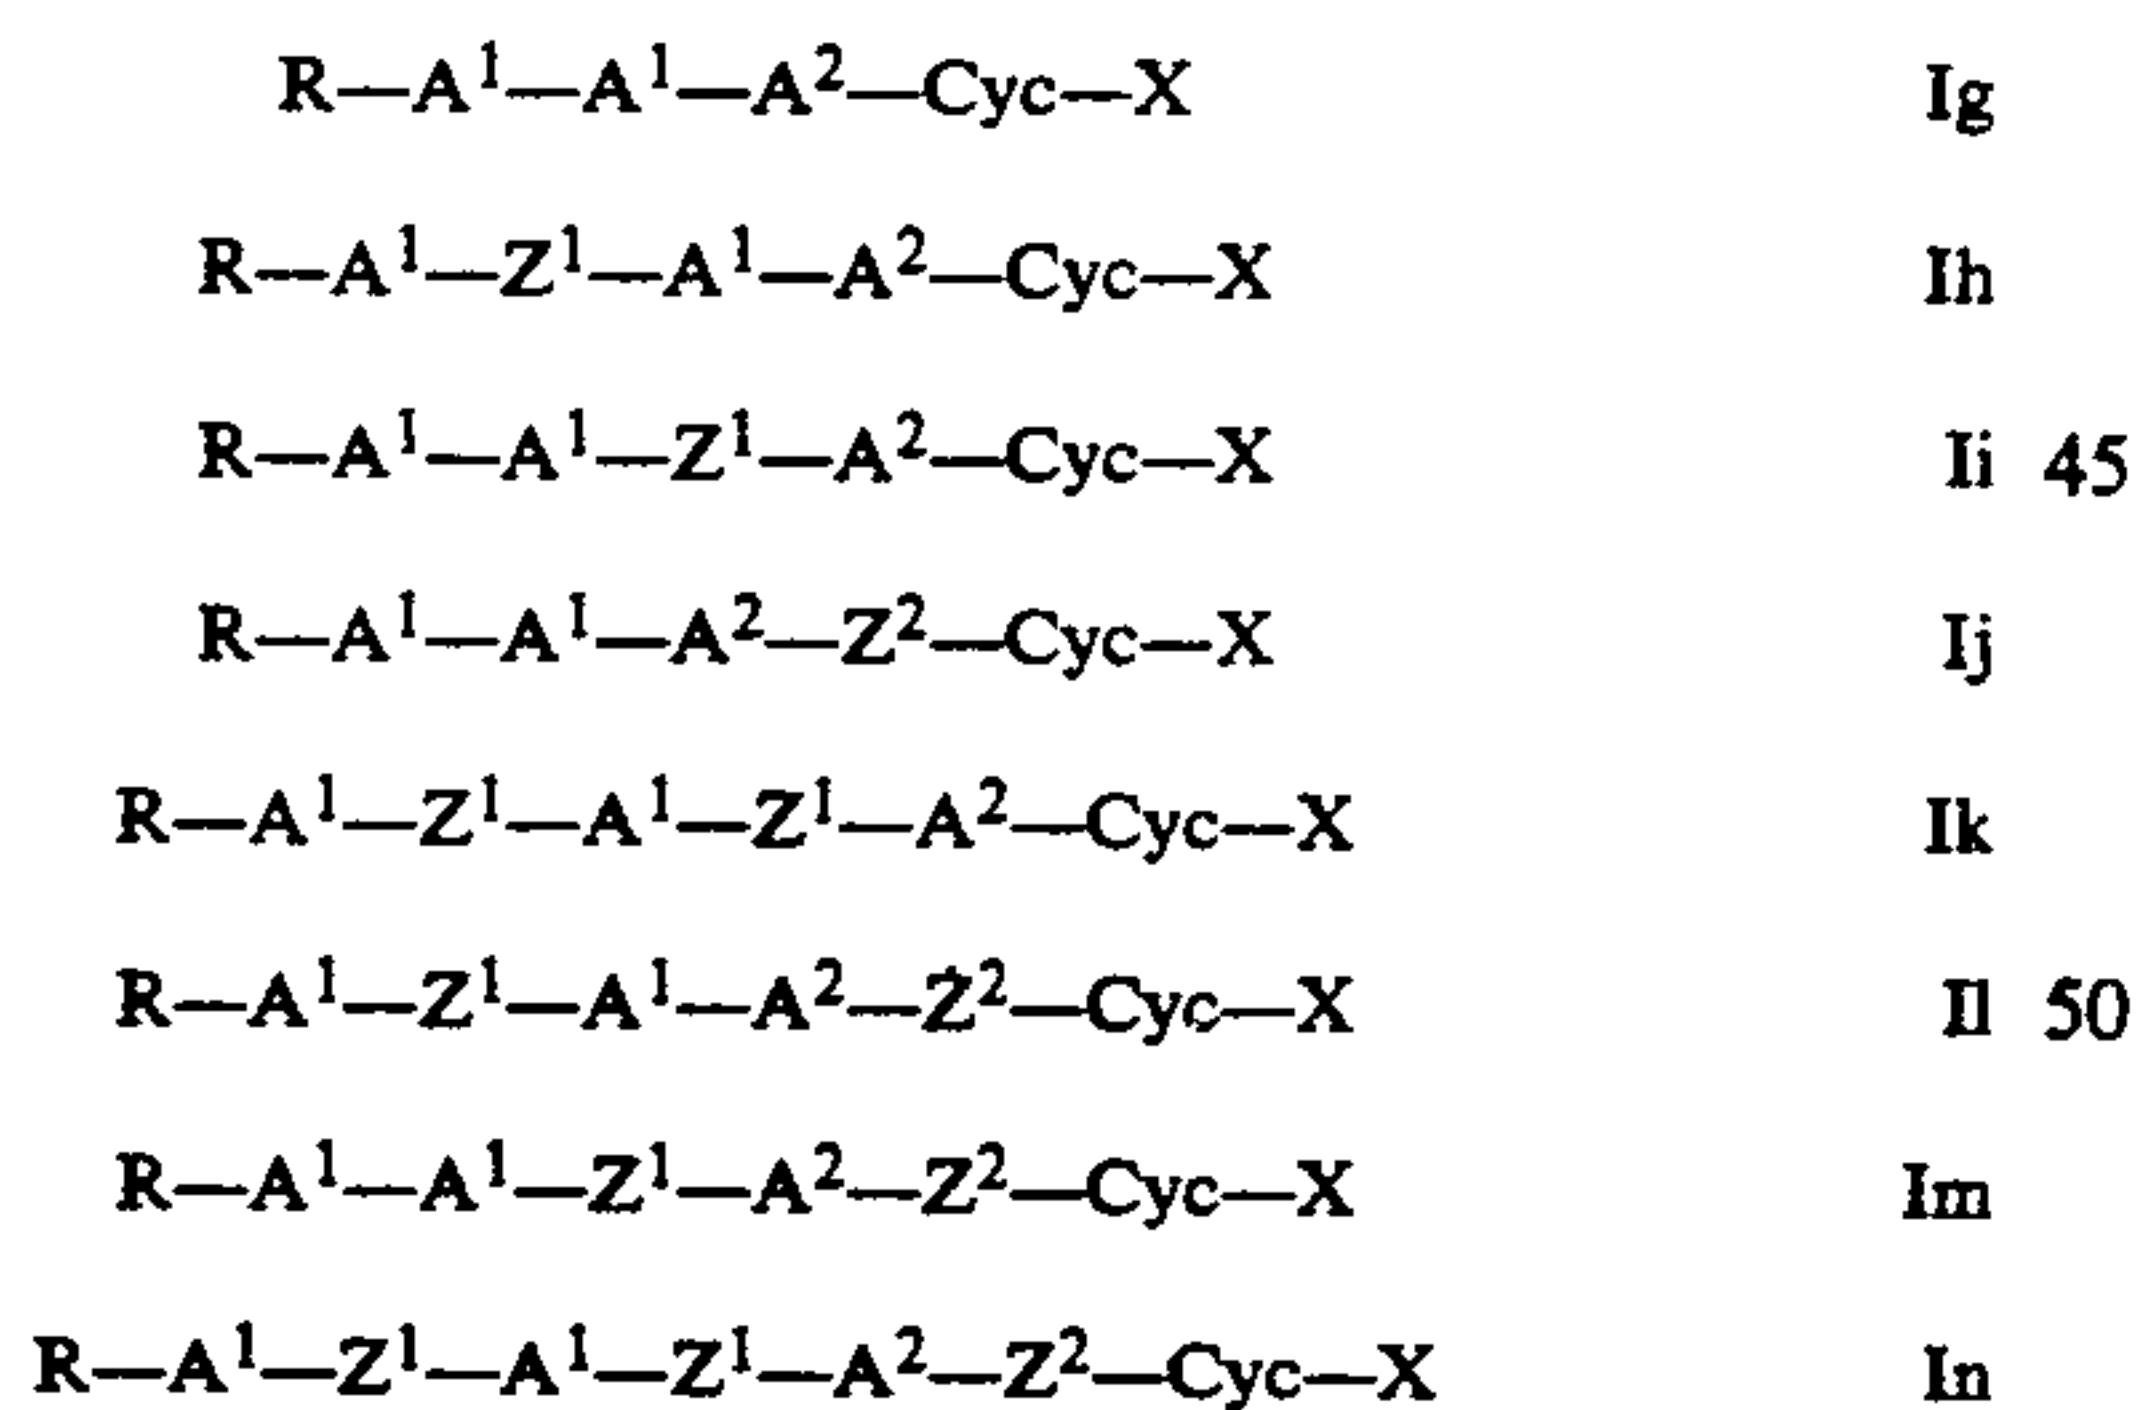 R—A¹—A¹—A²—Cyc—X Ig
R—A¹—Z¹—A¹—A²—Cyc—X Ih
R—A¹—A¹—Z¹—A²—Cyc—X Ii 45
R—A¹—A¹—A²—Z²—Cyc—X Ij
R—A¹—Z¹—A¹—Z¹—A²—Cyc—X Ik
R—A¹—Z¹—A¹—A²—Z²—Cyc—X Il 50
R—A¹—A¹—Z¹—A²—Z²—Cyc—X Im
R—A¹—Z¹—A¹—Z¹—A²—Z²—Cyc—X In